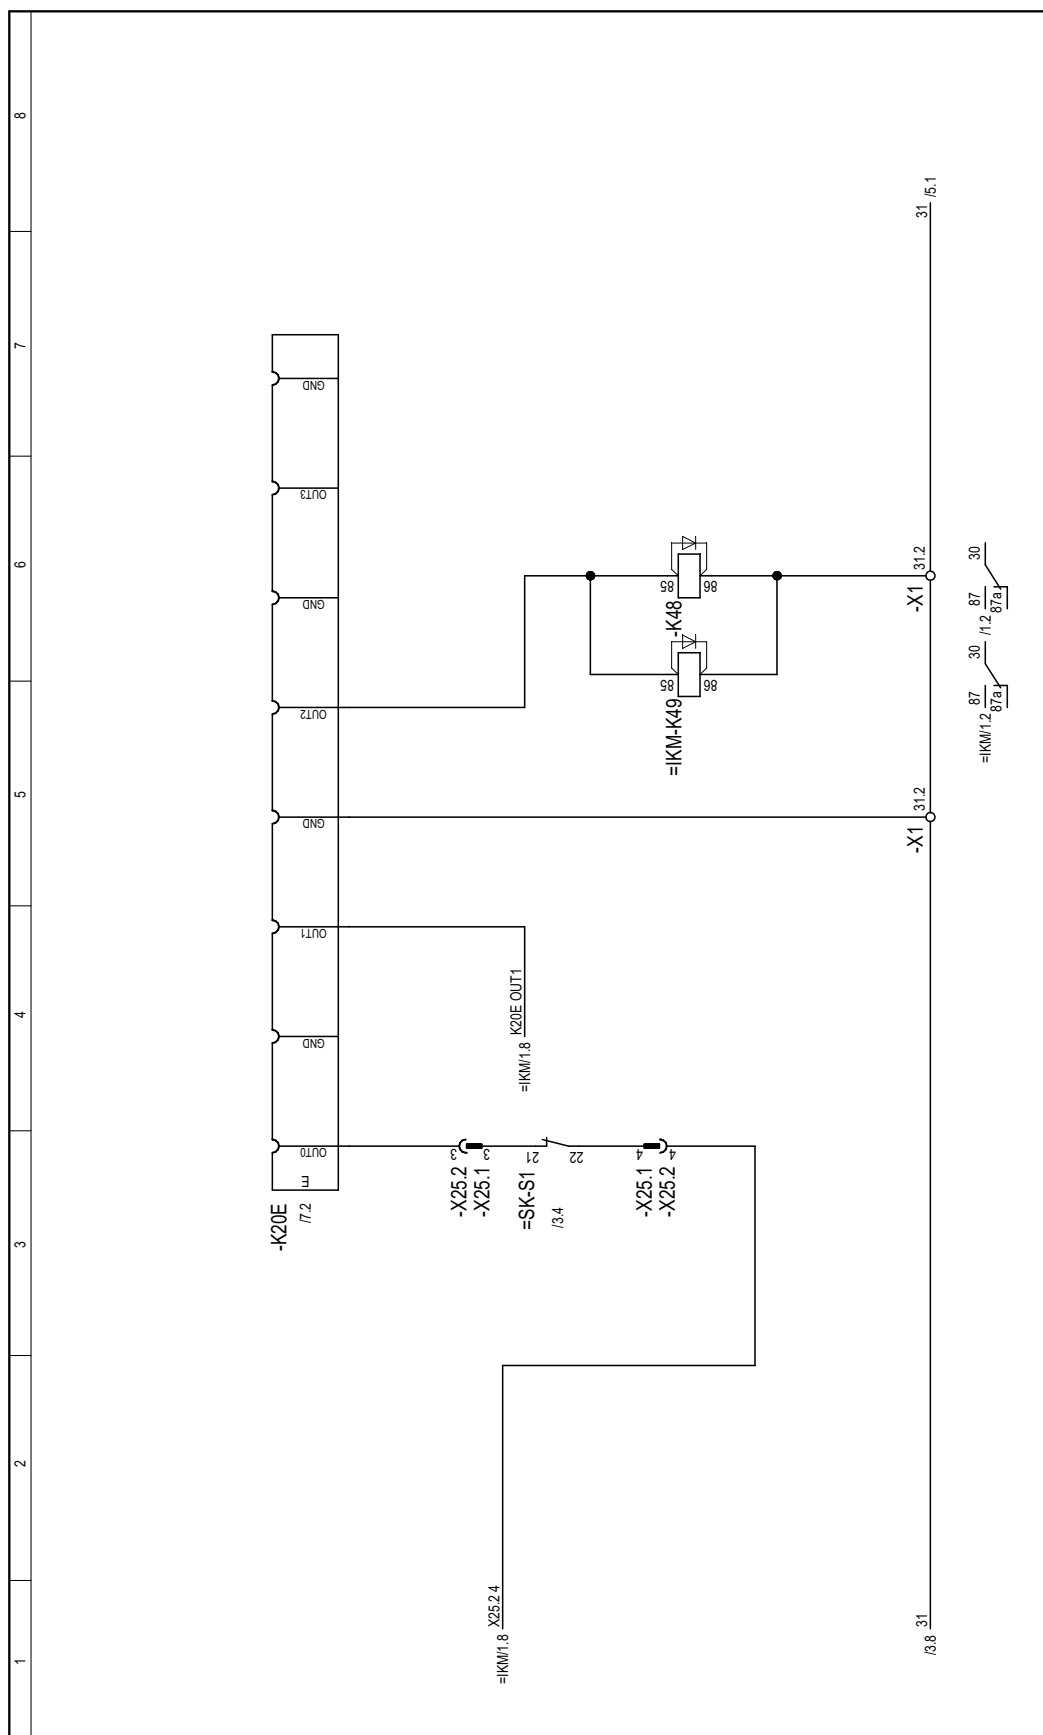 1
2
3
4
5
6
7
8
-K20E
/7.2
E
OUT0
GND
OUT1
GND
OUT2
GND
OUT3
GND
-X25.2
3
-X25.1
3
=SK-S1
/3.4
21
22
-X25.1
4
-X25.2
4
=IKM/1.8
X25.2 4
=IKM/1.8
K20E OUT1
=IKM-K49
85
86
-K48
85
86
/3.8
31
-X1
31.2
-X1
31.2
31
/5.1
=IKM/1.2
87
87a
30
/1.2
87
87a
30